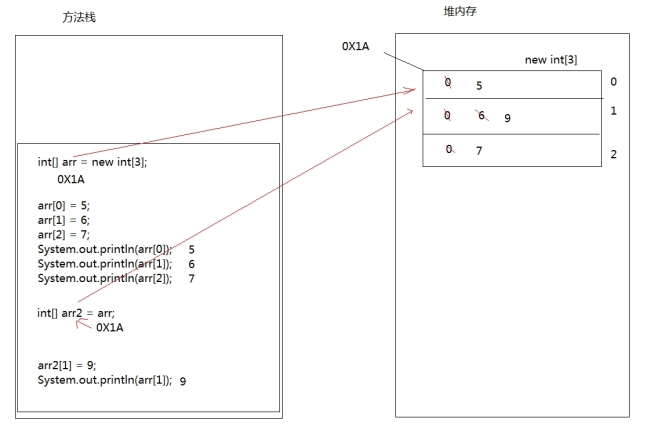 方法栈
int[] arr = new int[3];
0X1A
arr[0] = 5;
arr[1] = 6;
arr[2] = 7;
System.out.println(arr[0]); 5
System.out.println(arr[1]); 6
System.out.println(arr[2]); 7
int[] arr2 = arr;
0X1A
arr2[1] = 9;
System.out.println(arr[1]); 9
堆内存
0X1A
new int[3]
0 5 0
0 6 9 1
0 7 2